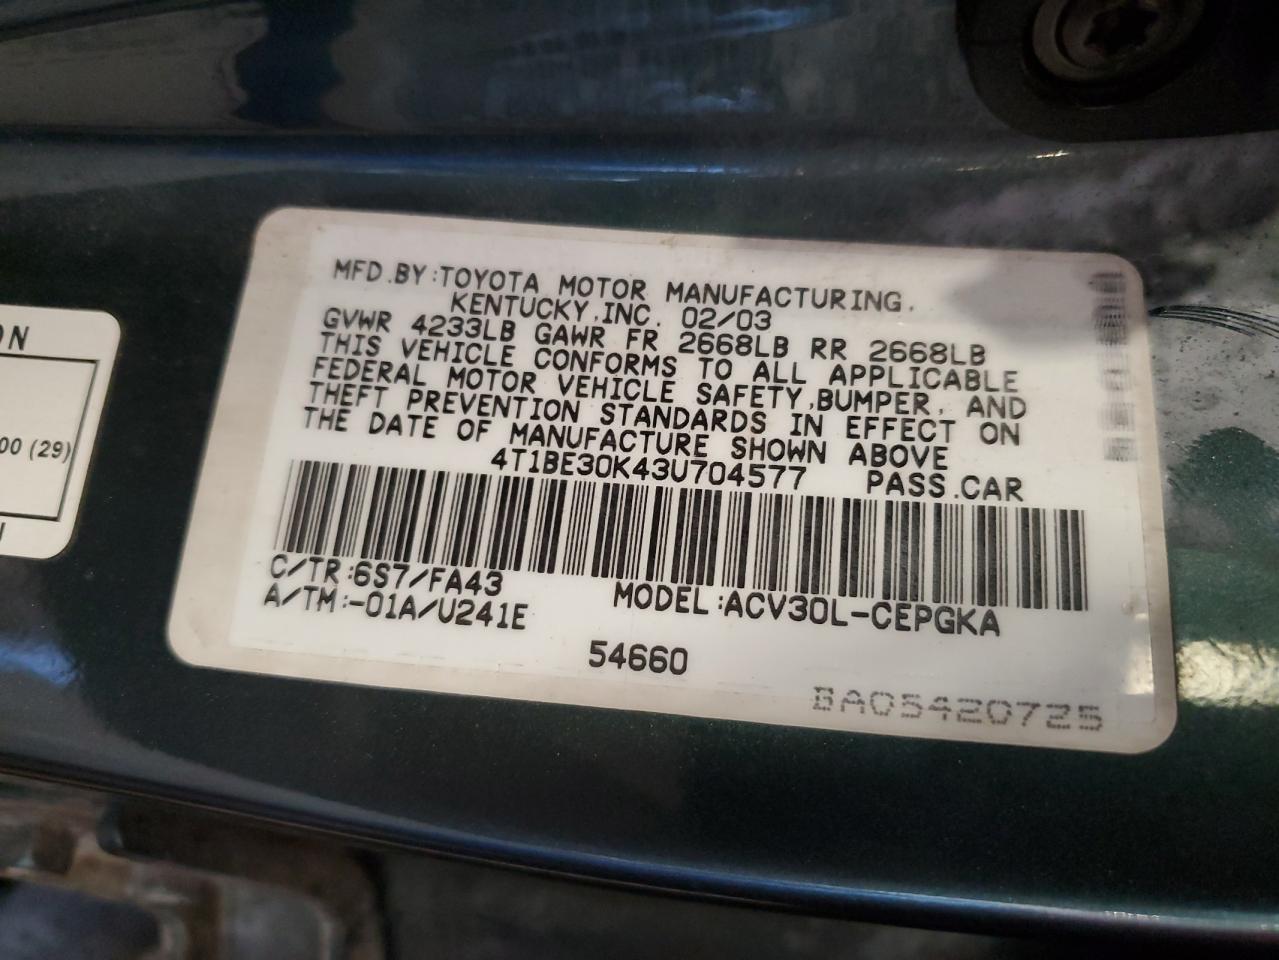 MFD.BY:TOYOTA MOTOR MANUFACTURING,
KENTUCKY,INC. 02/03
GVWR 4233LB GAWR FR 2668LB RR 2668LB
THIS VEHICLE CONFORMS TO ALL APPLICABLE
FEDERAL MOTOR VEHICLE SAFETY,BUMPER, AND
THEFT PREVENTION STANDARDS IN EFFECT ON
THE DATE OF MANUFACTURE SHOWN ABOVE
4T1BE30K43U704577 PASS.CAR
C/TR:6S7/FA43
A/TM:-01A/U241E MODEL:ACV30L-CEPGKA
54660
BA05420725
00 (29)